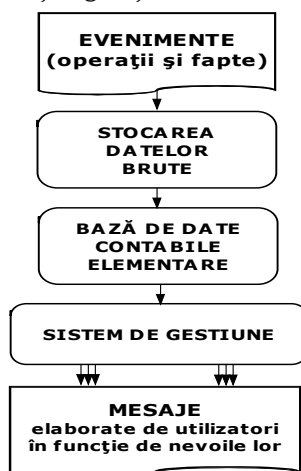 EVENIMENTE
(operaţii şi fapte)
STOCAREA
DATELOR
BRUTE
BAZĂ DE DATE
CONTABILE
ELEMENTARE
SISTEM DE GESTIUNE
MESAJE
elaborate de utilizatori
în funcţie de nevoile lor